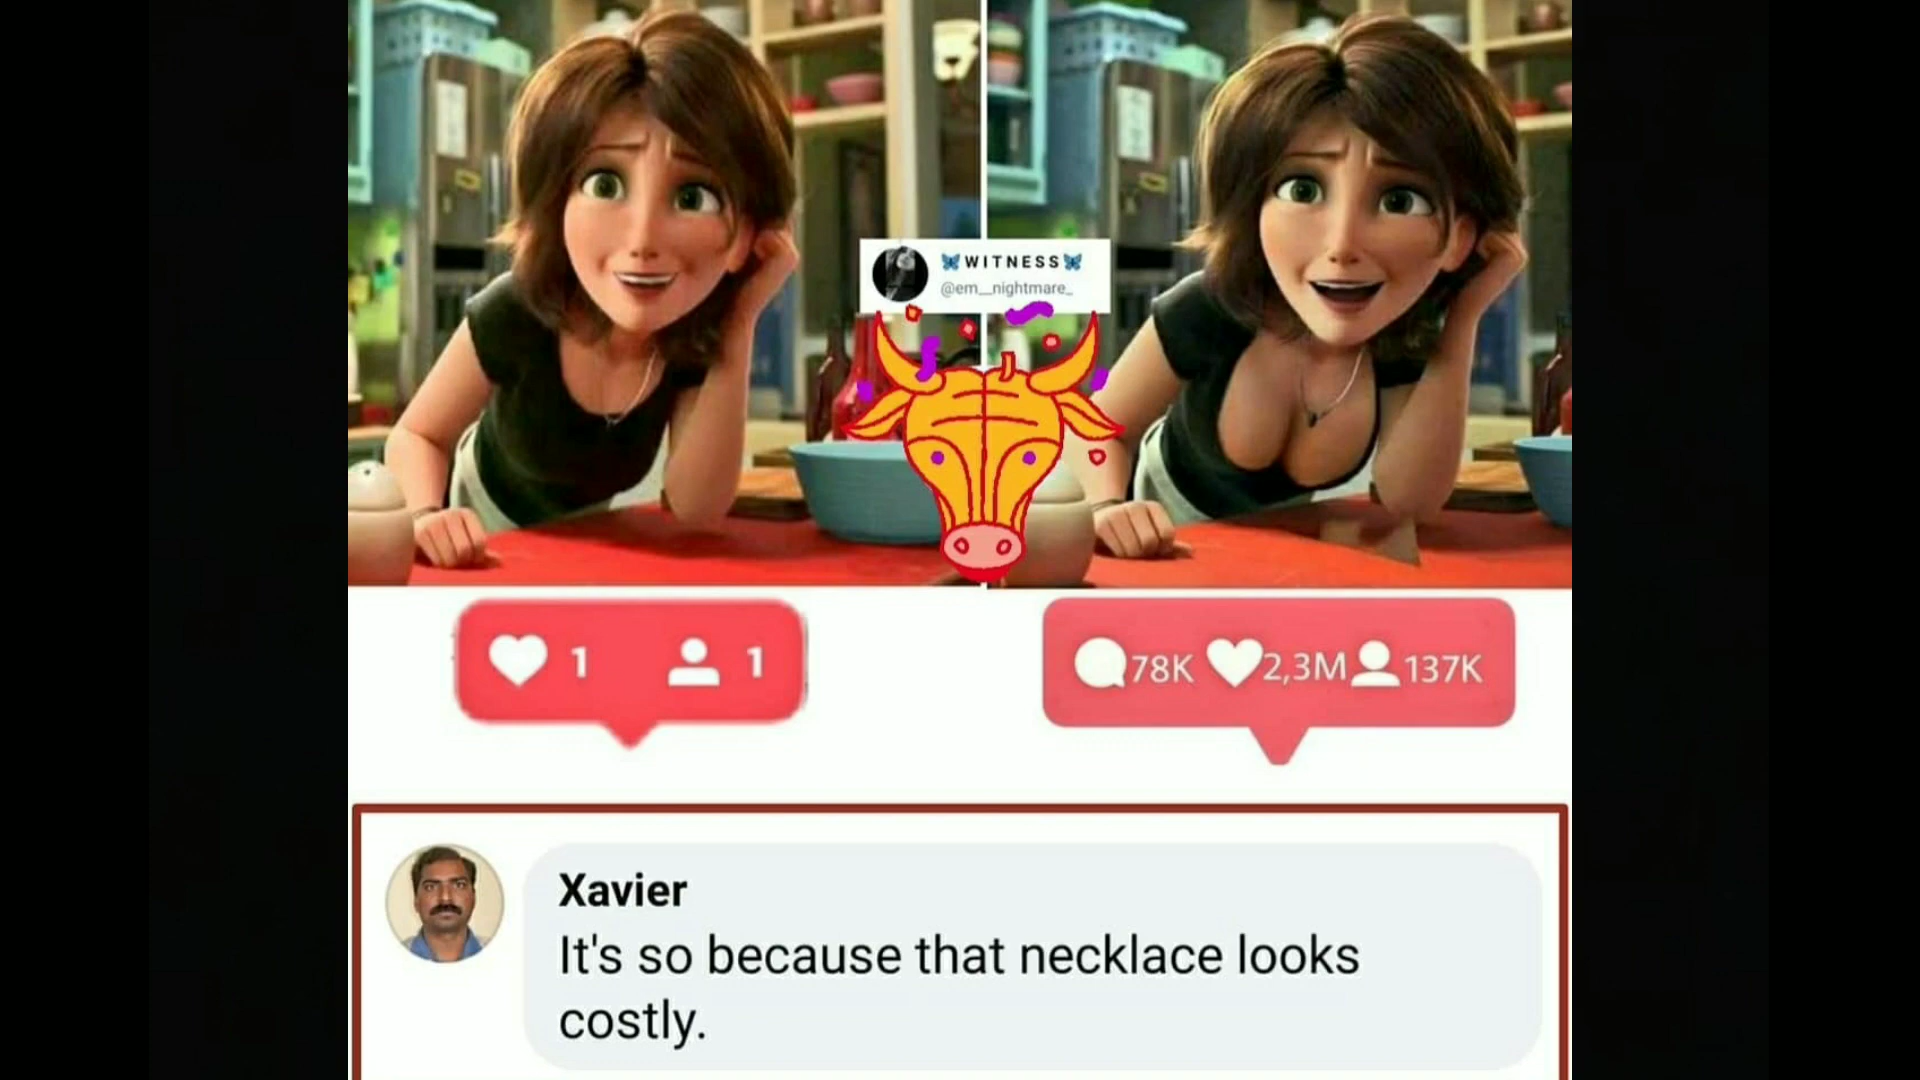 🦋WITNESS🦋
@em__nightmare_
1 1
78K 2,3M 137K
Xavier
It's so because that necklace looks
costly.